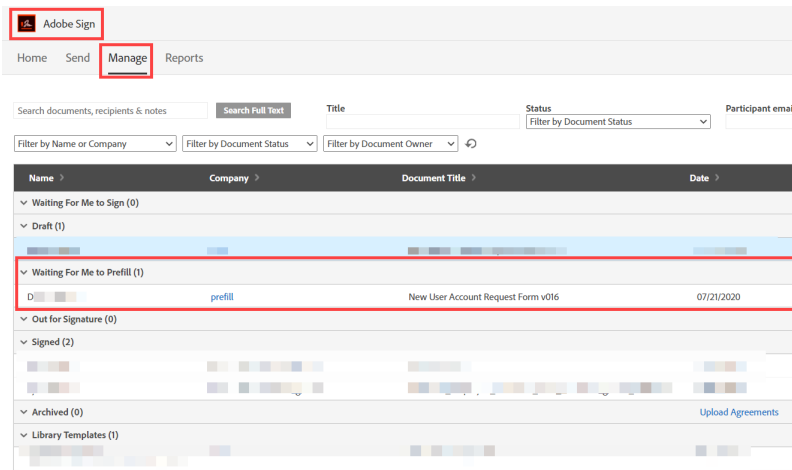 Adobe Sign
Home Send Manage Reports
Search documents, recipients & notes Search Full Text Title Status Participant emai
Filter by Document Status
Filter by Name or Company Filter by Document Status Filter by Document Owner
Name Company Document Title Date
Waiting For Me to Sign (0)
Draft (1)
Waiting For Me to Prefill (1)
D prefill New User Account Request Form v016 07/21/2020
Out for Signature (0)
Signed (2)
Archived (0) Upload Agreements
Library Templates (1)